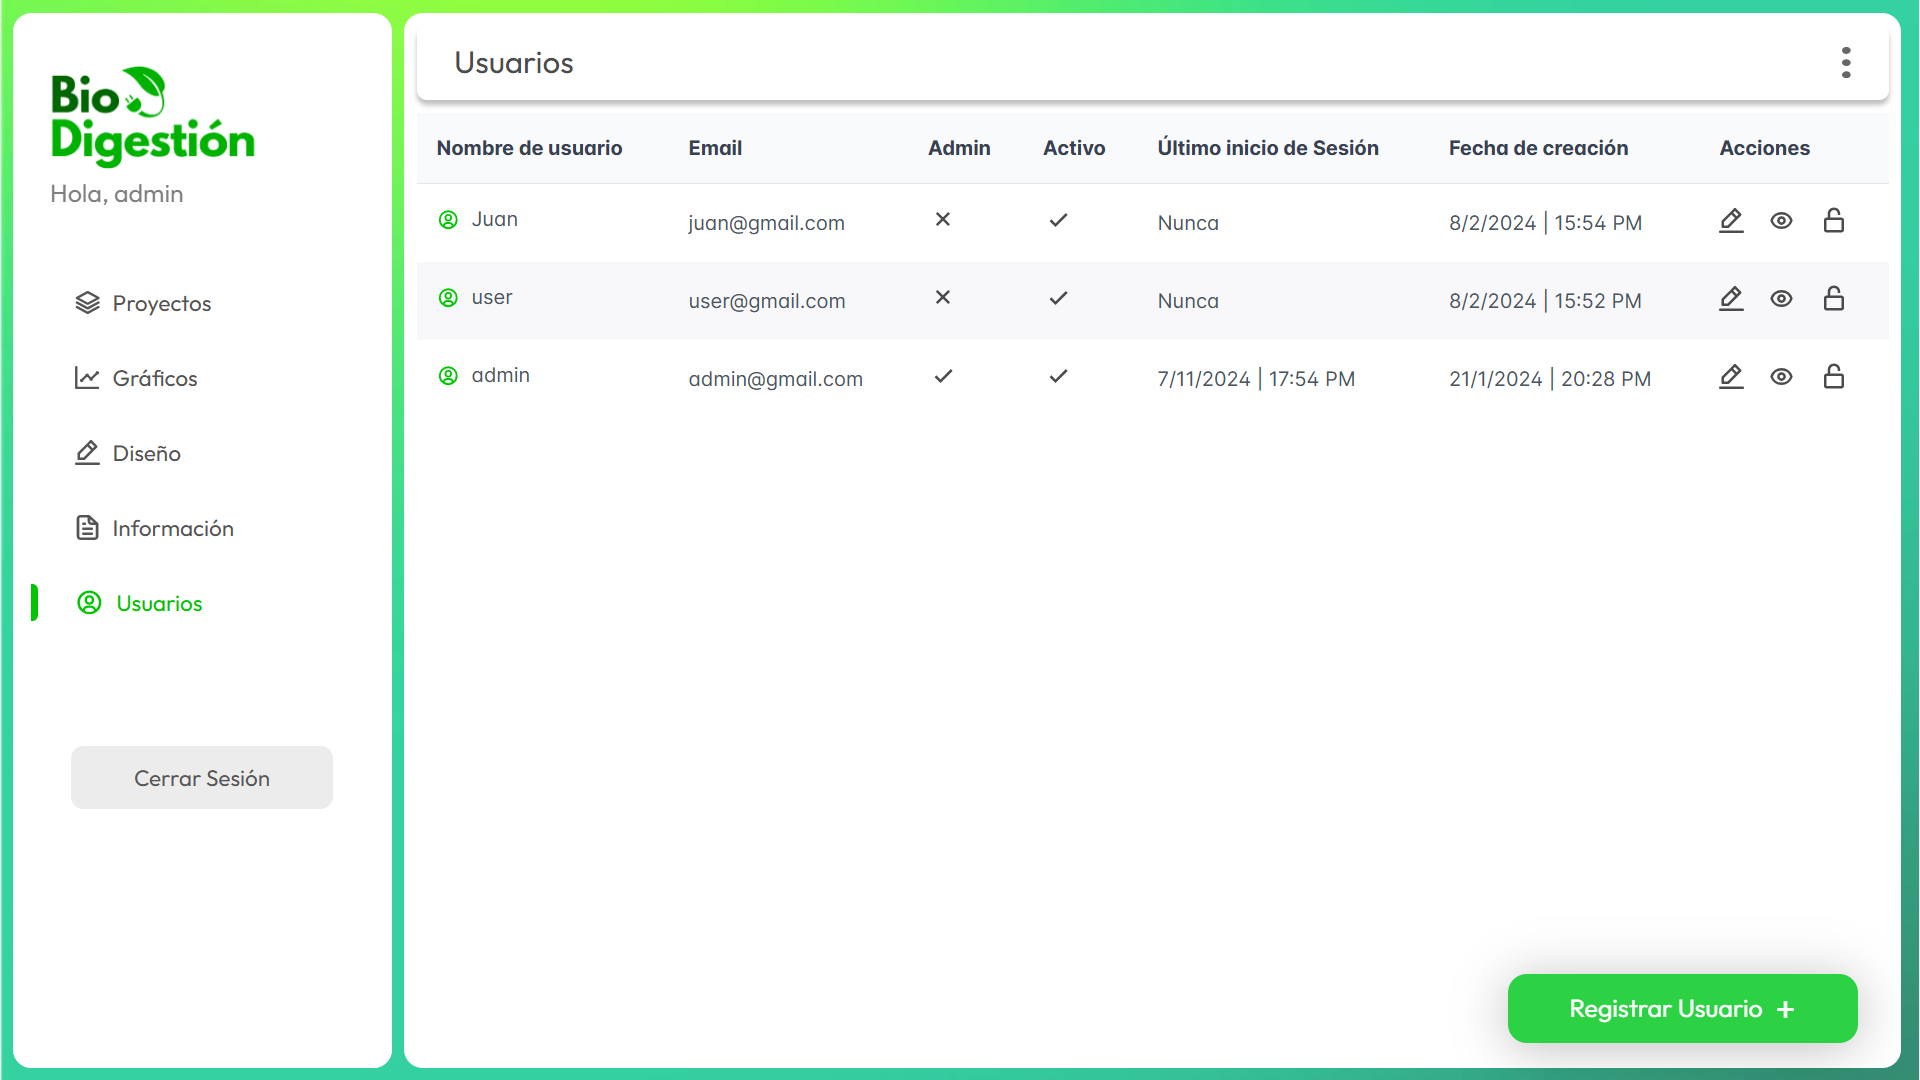 Bio
Digestión
Hola, admin
Proyectos
Gráficos
Diseño
Información
Usuarios
Cerrar Sesión
Usuarios
Nombre de usuario Email Admin Activo Último inicio de Sesión Fecha de creación Acciones
Juan juan@gmail.com Nunca 8/2/2024 | 15:54 PM
user user@gmail.com Nunca 8/2/2024 | 15:52 PM
admin admin@gmail.com 7/11/2024 | 17:54 PM 21/1/2024 | 20:28 PM
Registrar Usuario +